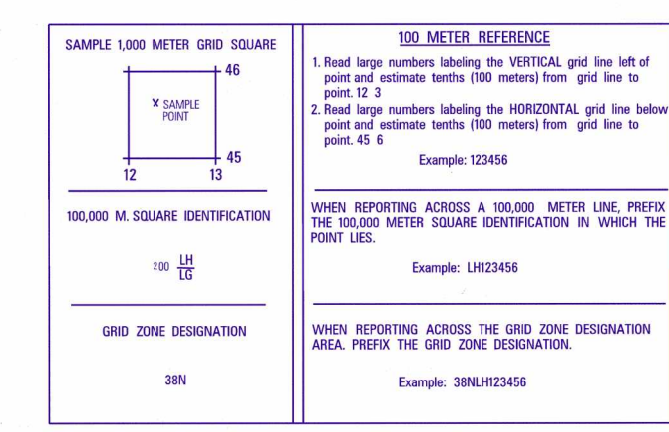 SAMPLE 1,000 METER GRID SQUARE
46
X SAMPLE
POINT
45
12 13
100,000 M. SQUARE IDENTIFICATION
200 LH
LG
GRID ZONE DESIGNATION
38N
100 METER REFERENCE
1. Read large numbers labeling the VERTICAL grid line left of
point and estimate tenths (100 meters) from grid line to
point. 12 3
2. Read large numbers labeling the HORIZONTAL grid line below
point and estimate tenths (100 meters) from grid line to
point. 45 6
Example: 123456
WHEN REPORTING ACROSS A 100,000 METER LINE, PREFIX
THE 100,000 METER SQUARE IDENTIFICATION IN WHICH THE
POINT LIES.
Example: LHI23456
WHEN REPORTING ACROSS THE GRID ZONE DESIGNATION
AREA. PREFIX THE GRID ZONE DESIGNATION.
Example: 38NLH123456